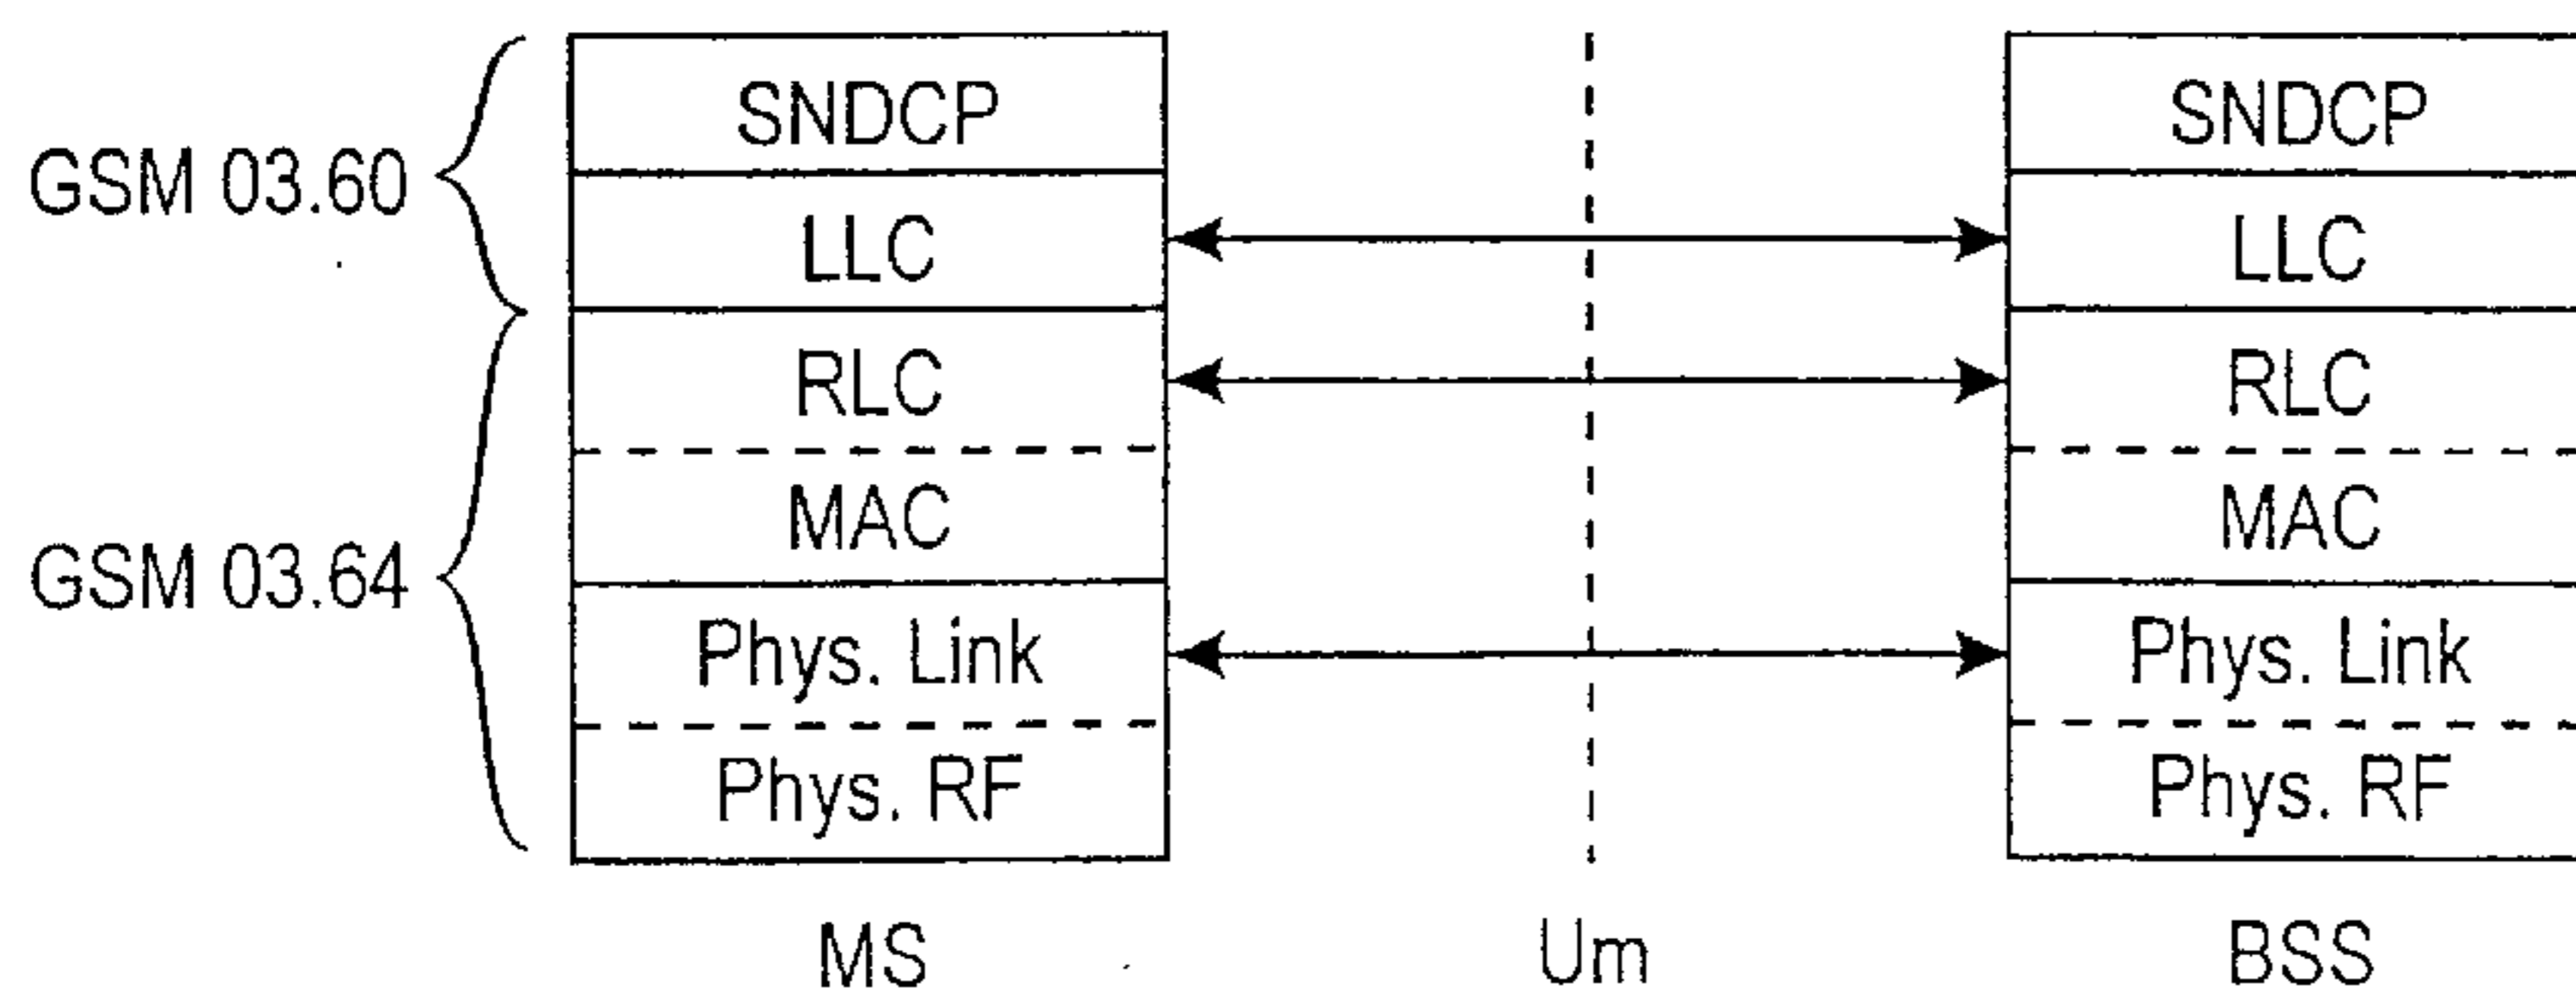 GSM 03.60
GSM 03.64
SNDCP
LLC
RLC
MAC
Phys. Link
Phys. RF
MS
Um
SNDCP
LLC
RLC
MAC
Phys. Link
Phys. RF
BSS